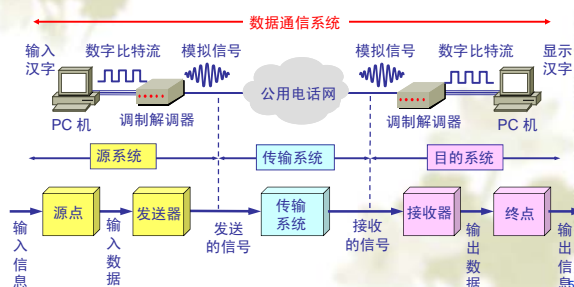 数据通信系统
输入
汉字
数字比特流
模拟信号
模拟信号
数字比特流
显示
汉字
公用电话网
PC 机
调制解调器
调制解调器
PC 机
源系统
传输系统
目的系统
源点
发送器
传输
系统
接收器
终点
输入信息
输入数据
发送
的信号
接收
的信号
输出数据
输出信息